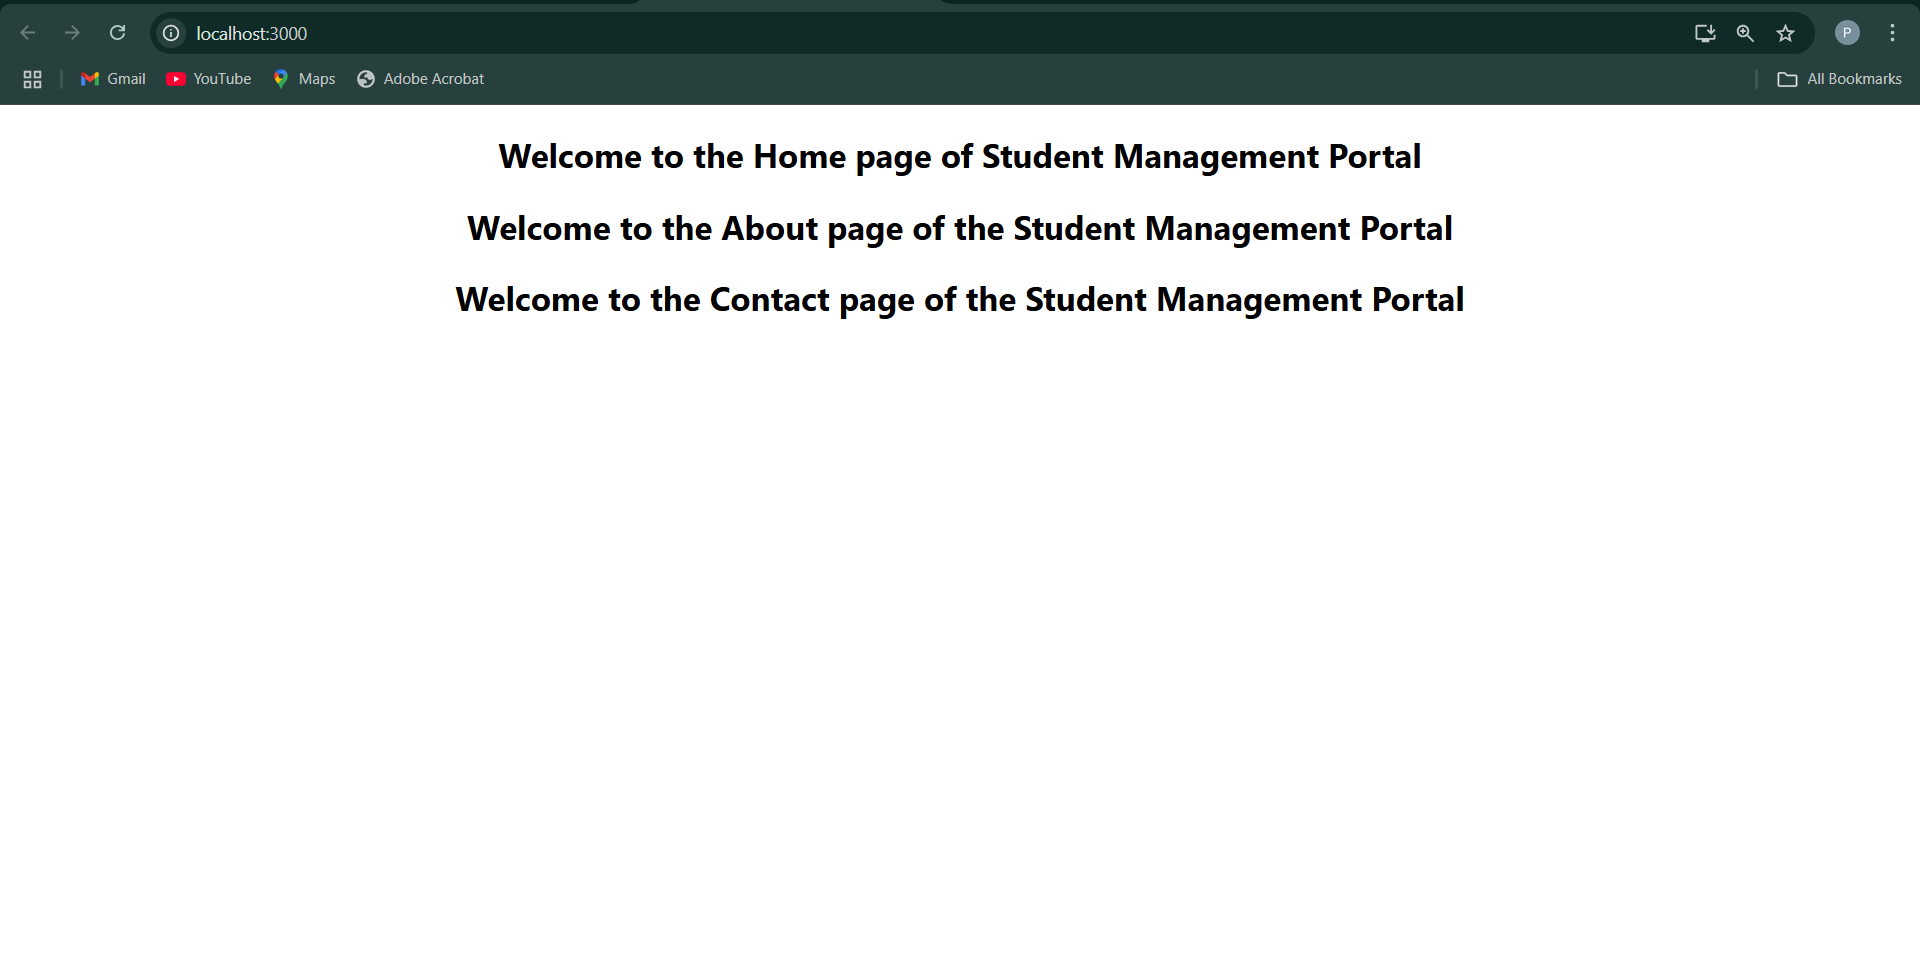 localhost:3000
P
Gmail YouTube Maps Adobe Acrobat All Bookmarks
Welcome to the Home page of Student Management Portal
Welcome to the About page of the Student Management Portal
Welcome to the Contact page of the Student Management Portal